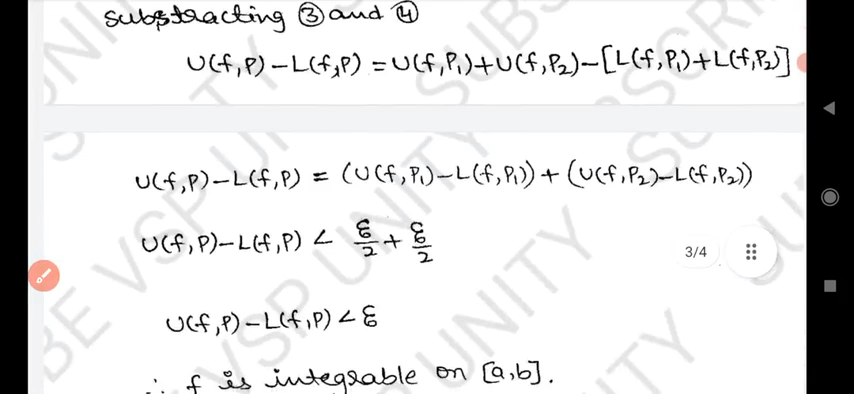 substracting ③ and ④
U(f,P) - L(f,P) = U(f,P₁) + U(f,P₂) - [L(f,P₁) + L(f,P₂)]
U(f,P) - L(f,P) = (U(f,P₁) - L(f,P₁)) + (U(f,P₂) - L(f,P₂))
U(f,P) - L(f,P) < ε/2 + ε/2
3/4
U(f,P) - L(f,P) < ε
∴ f is integrable on [a,b].